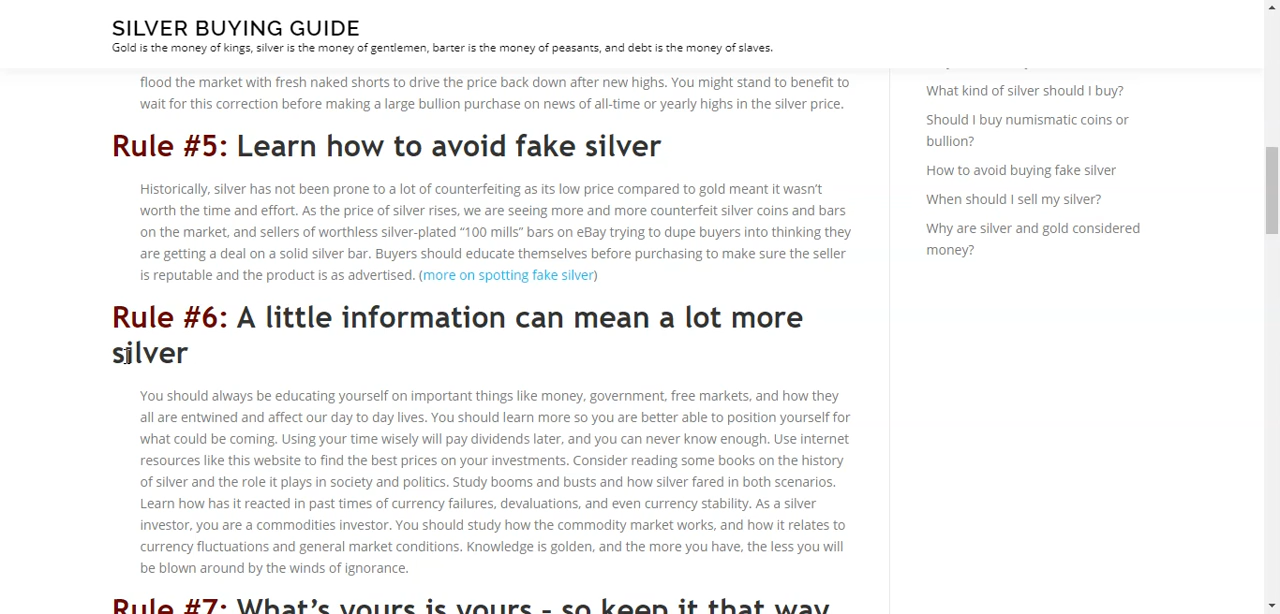 SILVER BUYING GUIDE
Gold is the money of kings, silver is the money of gentlemen, barter is the money of peasants, and debt is the money of slaves.
flood the market with fresh naked shorts to drive the price back down after new highs. You might stand to benefit to
wait for this correction before making a large bullion purchase on news of all-time or yearly highs in the silver price.
Rule #5: Learn how to avoid fake silver
Historically, silver has not been prone to a lot of counterfeiting as its low price compared to gold meant it wasn’t
worth the time and effort. As the price of silver rises, we are seeing more and more counterfeit silver coins and bars
on the market, and sellers of worthless silver-plated “100 mills” bars on eBay trying to dupe buyers into thinking they
are getting a deal on a solid silver bar. Buyers should educate themselves before purchasing to make sure the seller
is reputable and the product is as advertised. (more on spotting fake silver)
Rule #6: A little information can mean a lot more
silver
You should always be educating yourself on important things like money, government, free markets, and how they
all are entwined and affect our day to day lives. You should learn more so you are better able to position yourself for
what could be coming. Using your time wisely will pay dividends later, and you can never know enough. Use internet
resources like this website to find the best prices on your investments. Consider reading some books on the history
of silver and the role it plays in society and politics. Study booms and busts and how silver fared in both scenarios.
Learn how has it reacted in past times of currency failures, devaluations, and even currency stability. As a silver
investor, you are a commodities investor. You should study how the commodity market works, and how it relates to
currency fluctuations and general market conditions. Knowledge is golden, and the more you have, the less you will
be blown around by the winds of ignorance.
Rule #7: What’s yours is yours – so keep it that way
What kind of silver should I buy?
Should I buy numismatic coins or
bullion?
How to avoid buying fake silver
When should I sell my silver?
Why are silver and gold considered
money?